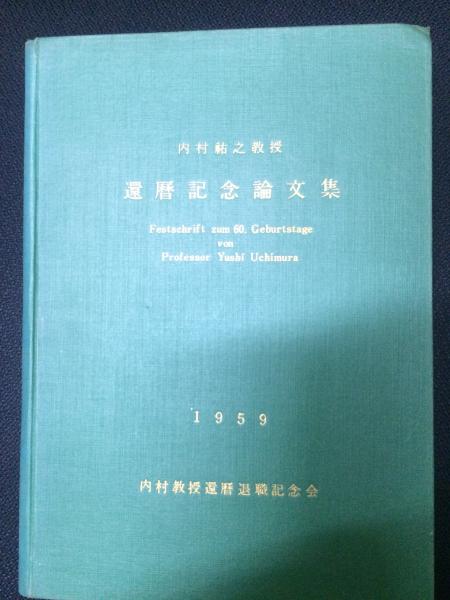 内村祐之教授
還暦記念論文集
Festschrift zum 60. Geburtstage
von
Professor Yushi Uchimura
1959
内村教授還暦退職記念会